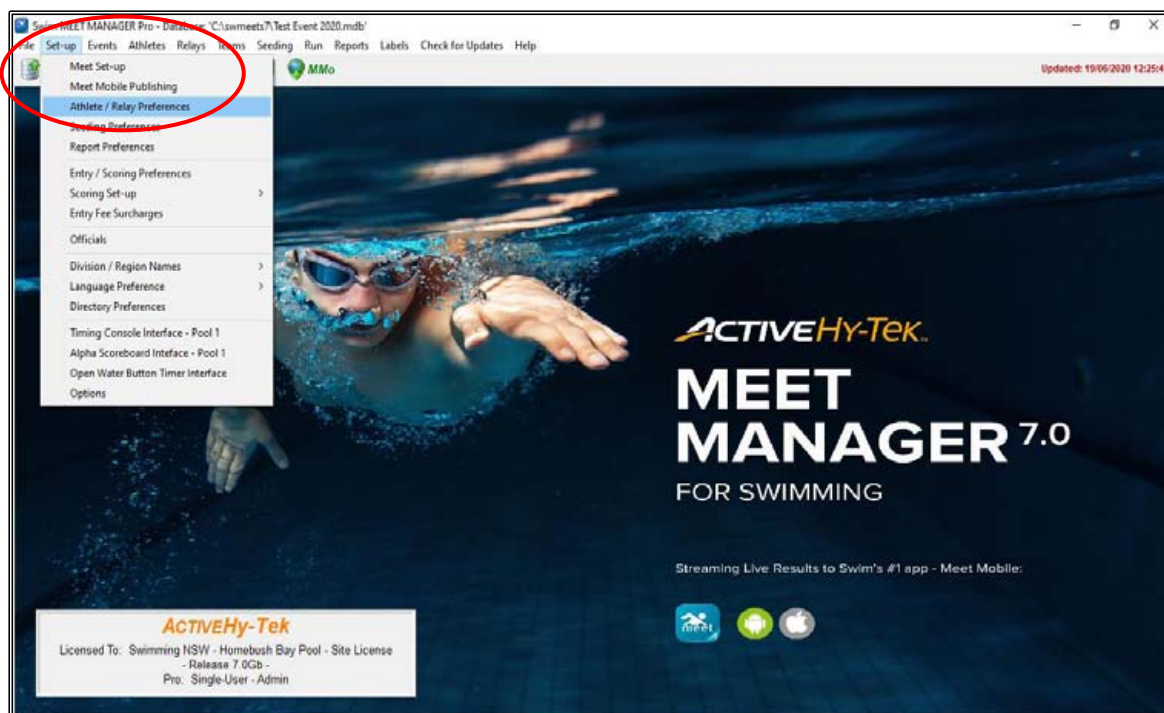 Swim MEET MANAGER Pro - Database: 'C:\swmeets7\Test Event 2020.mdb'
File Set-up Events Athletes Relays Teams Seeding Run Reports Labels Check for Updates Help
MMo
Updated: 19/06/2020 12:25:4
Meet Set-up
Meet Mobile Publishing
Athlete / Relay Preferences
Seeding Preferences
Report Preferences
Entry / Scoring Preferences
Scoring Set-up
Entry Fee Surcharges
Officials
Division / Region Names
Language Preference
Directory Preferences
Timing Console Interface - Pool 1
Alpha Scoreboard Inteface - Pool 1
Open Water Button Timer Interface
Options
ACTIVEHy-Tek
MEET
MANAGER 7.0
FOR SWIMMING
Streaming Live Results to Swim's #1 app - Meet Mobile:
meet
ACTIVEHy-Tek
Licensed To: Swimming NSW - Homebush Bay Pool - Site License
- Release 7.0Gb -
Pro: Single-User - Admin